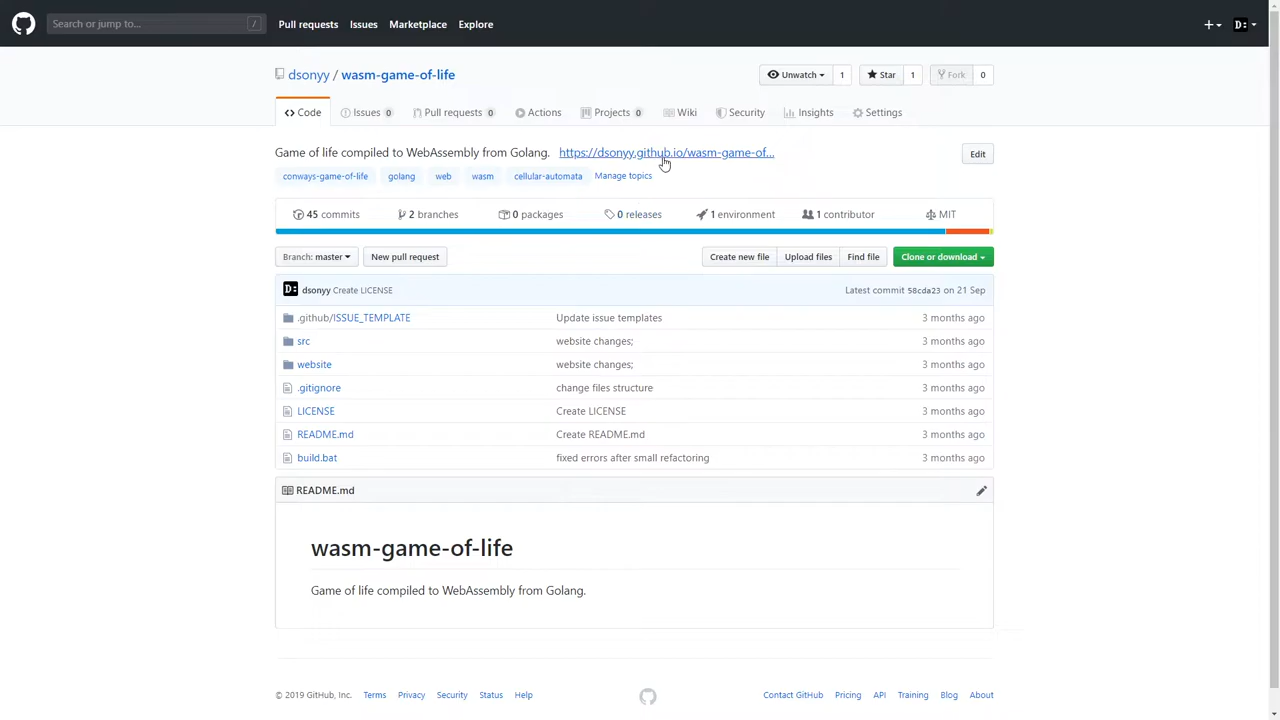 Search or jump to... /
Pull requests Issues Marketplace Explore
D:
dsonyy / wasm-game-of-life
Unwatch 1 Star 1 Fork 0
Code Issues 0 Pull requests 0 Actions Projects 0 Wiki Security Insights Settings
Game of life compiled to WebAssembly from Golang. https://dsonyy.github.io/wasm-game-of... Edit
conways-game-of-life golang web wasm cellular-automata Manage topics
45 commits 2 branches 0 packages 0 releases 1 environment 1 contributor MIT
Branch: master New pull request Create new file Upload files Find file Clone or download
D: dsonyy Create LICENSE Latest commit 58cda23 on 21 Sep
.github/ISSUE_TEMPLATE Update issue templates 3 months ago
src website changes; 3 months ago
website website changes; 3 months ago
.gitignore change files structure 3 months ago
LICENSE Create LICENSE 3 months ago
README.md Create README.md 3 months ago
build.bat fixed errors after small refactoring 3 months ago
README.md
wasm-game-of-life
Game of life compiled to WebAssembly from Golang.
© 2019 GitHub, Inc. Terms Privacy Security Status Help Contact GitHub Pricing API Training Blog About